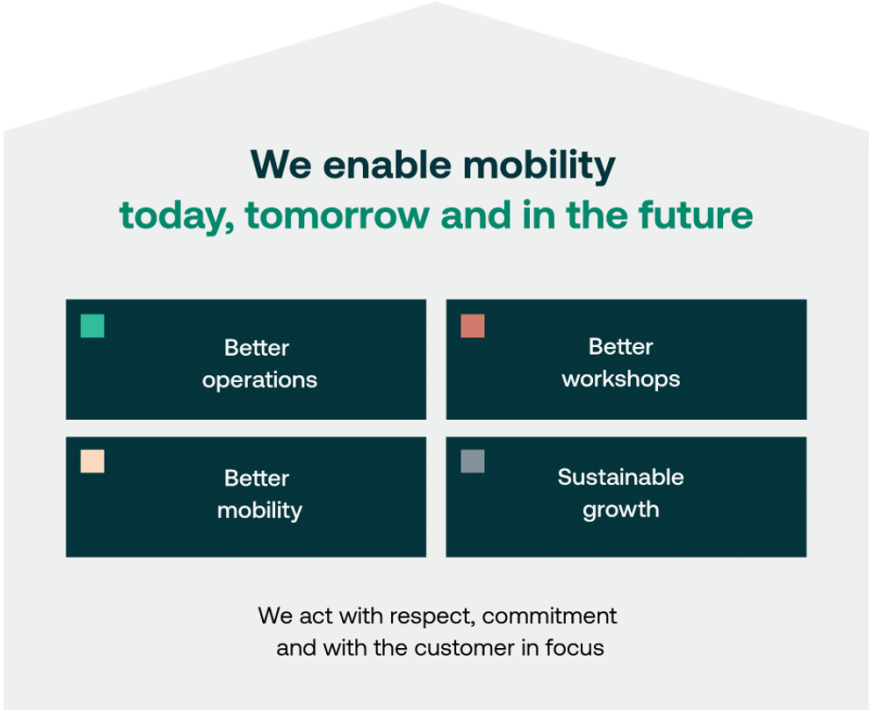 We enable mobility
today, tomorrow and in the future
Better
operations
Better
workshops
Better
mobility
Sustainable
growth
We act with respect, commitment
and with the customer in focus